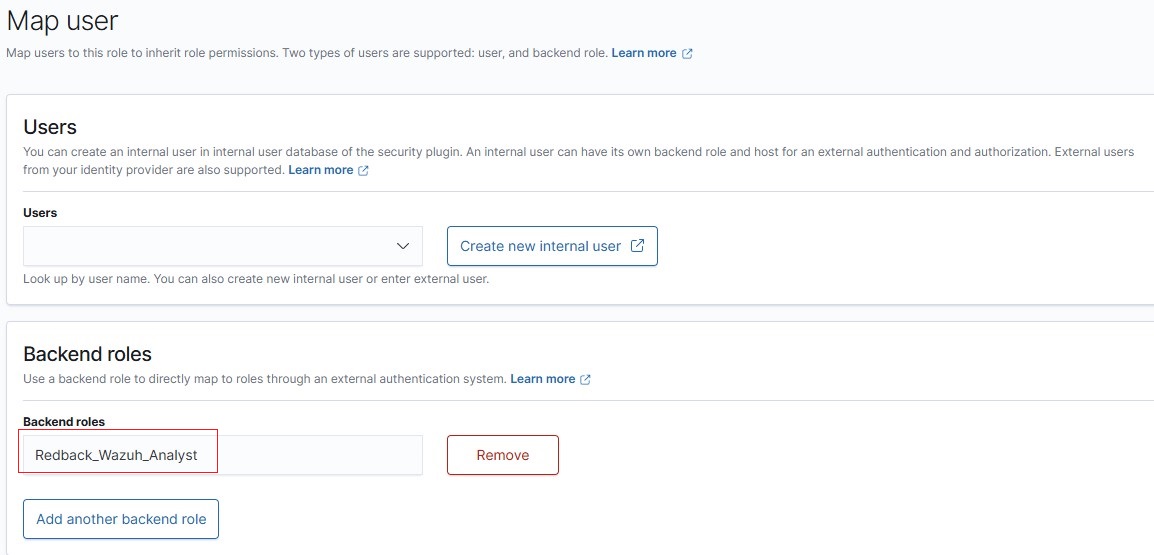 Map user
Map users to this role to inherit role permissions. Two types of users are supported: user, and backend role. Learn more
Users
You can create an internal user in internal user database of the security plugin. An internal user can have its own backend role and host for an external authentication and authorization. External users
from your identity provider are also supported. Learn more
Users
Create new internal user
Look up by user name. You can also create new internal user or enter external user.
Backend roles
Use a backend role to directly map to roles through an external authentication system. Learn more
Backend roles
Redback_Wazuh_Analyst
Remove
Add another backend role